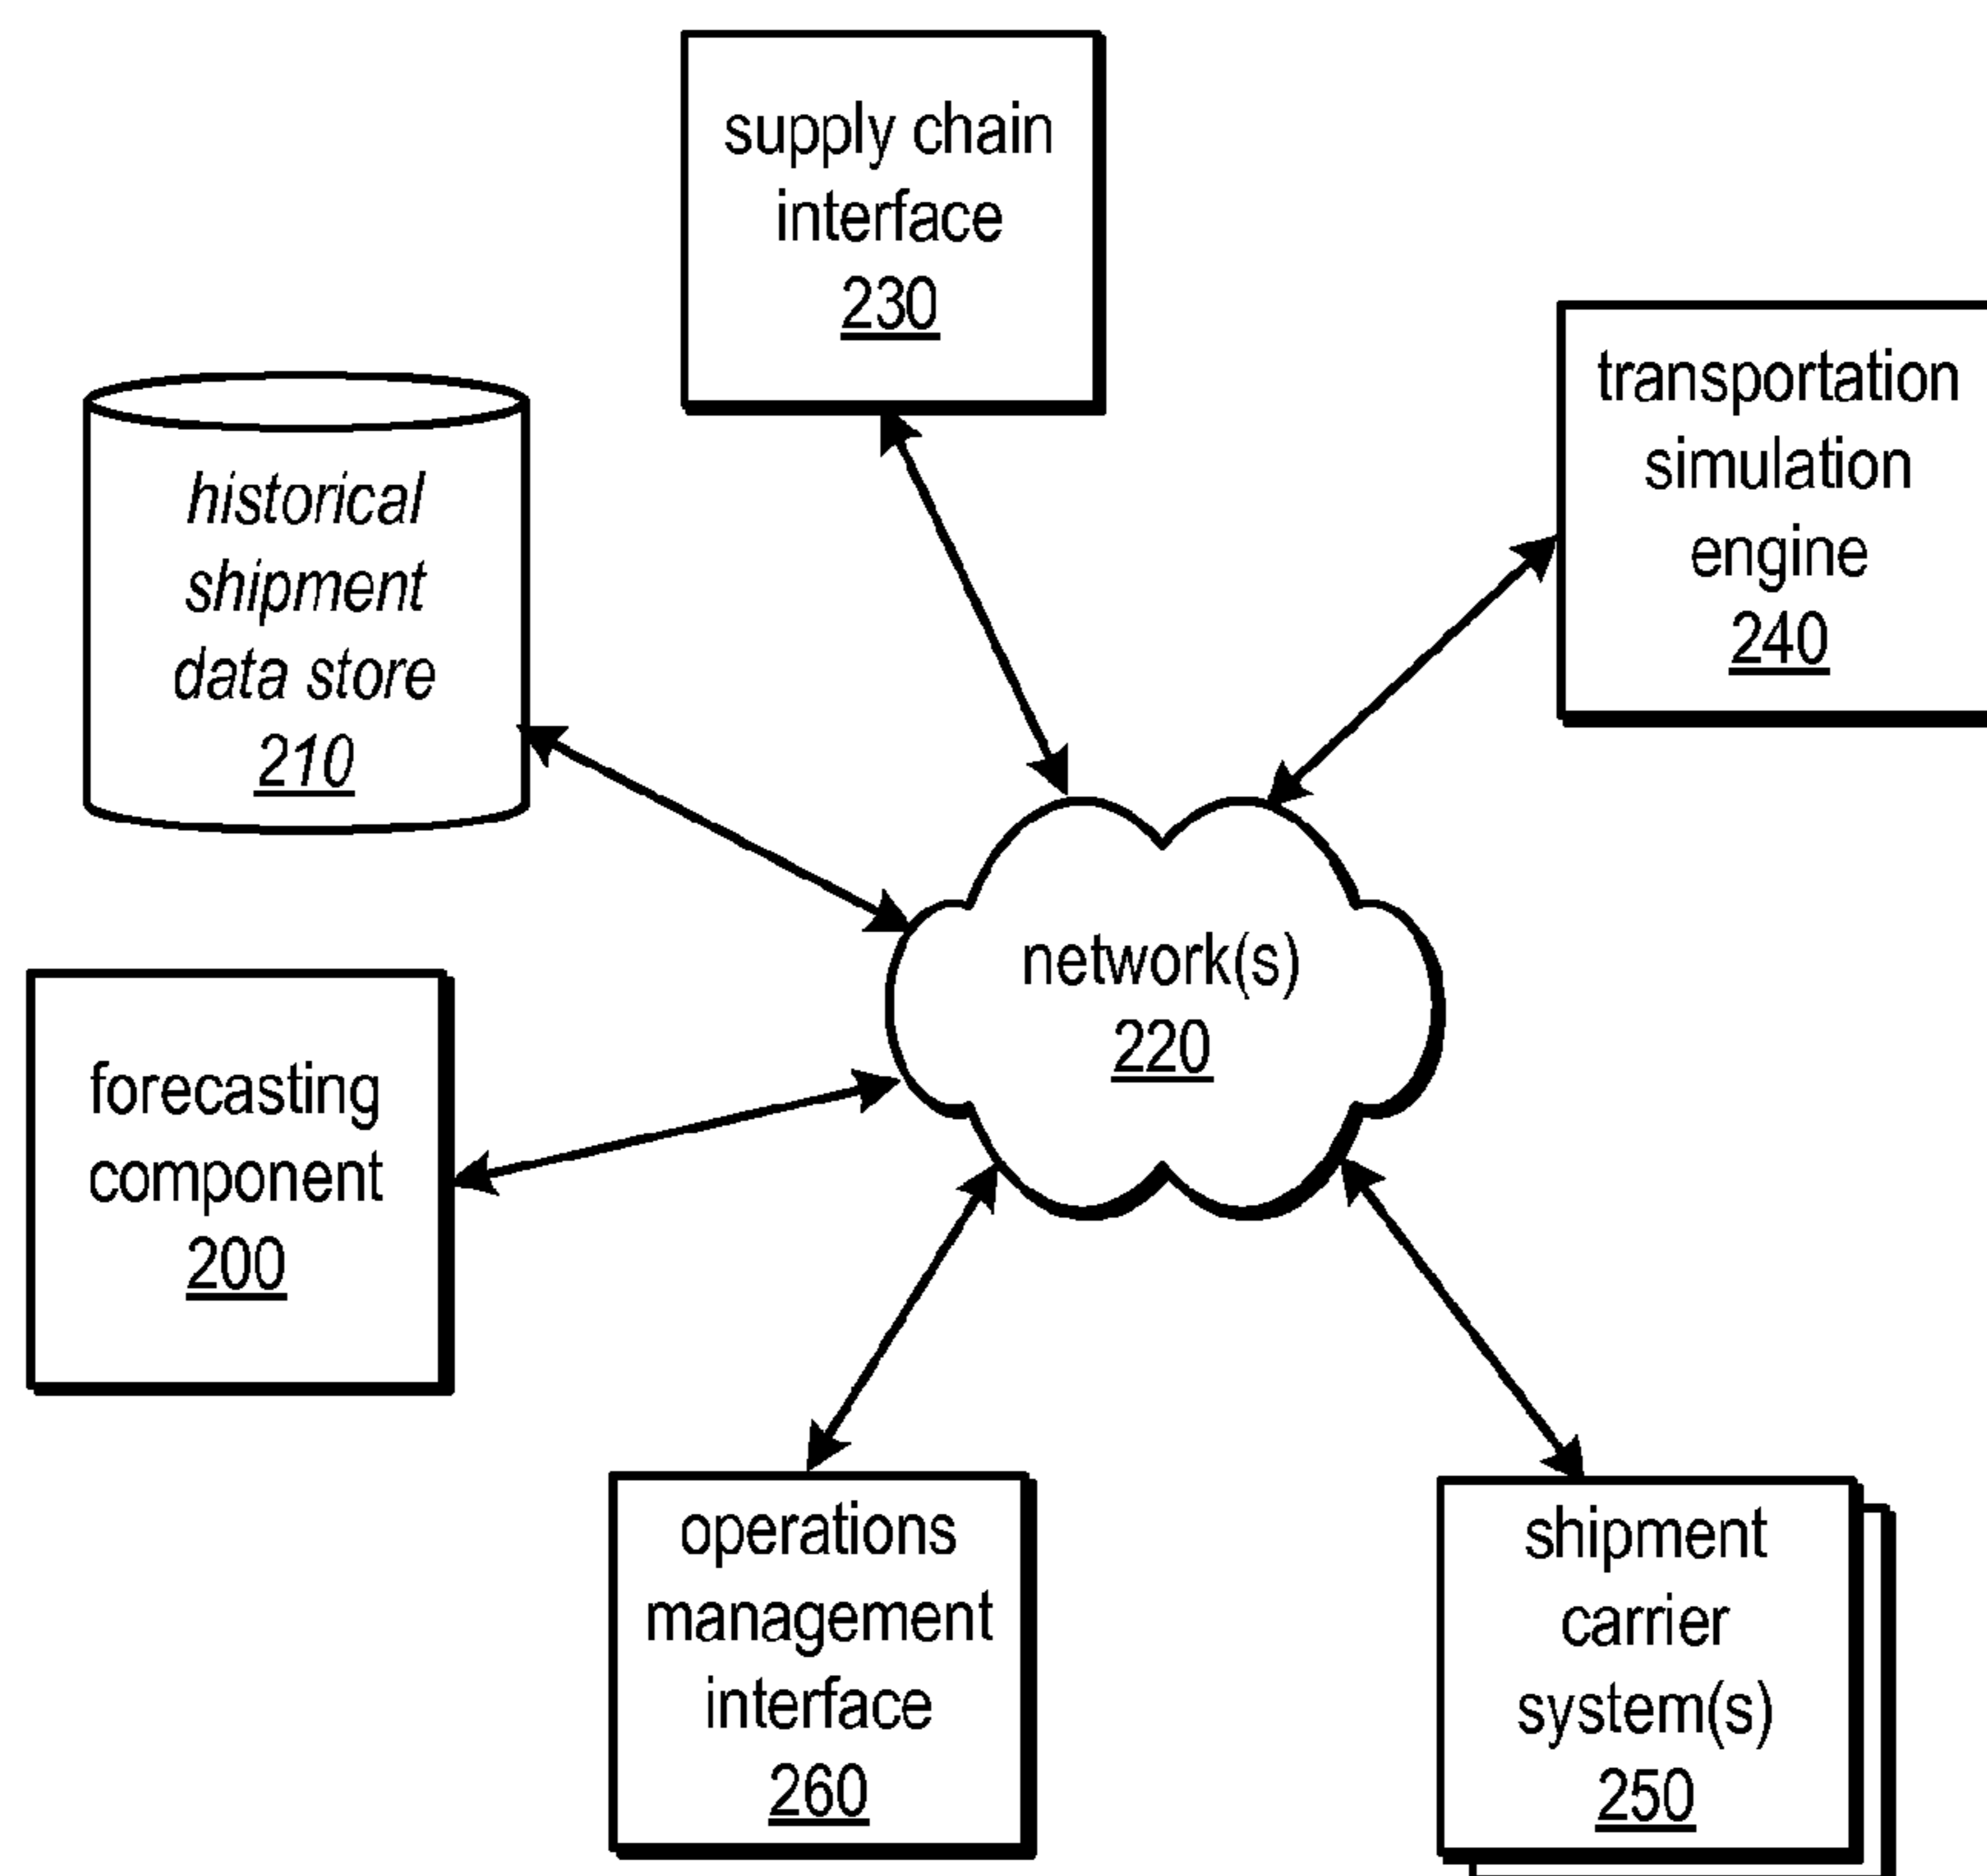 supply chain
interface
230
transportation
simulation
engine
240
historical
shipment
data store
210
network(s)
220
forecasting
component
200
operations
management
interface
260
shipment
carrier
system(s)
250